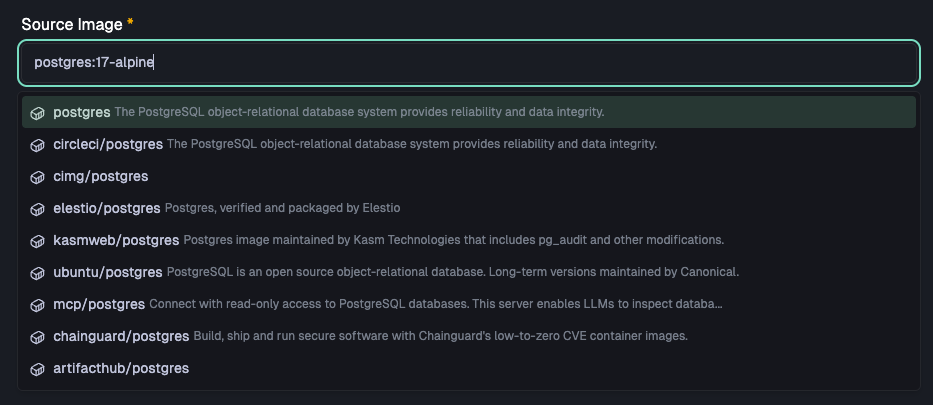 Source Image *
postgres:17-alpine
postgres The PostgreSQL object-relational database system provides reliability and data integrity.
circleci/postgres The PostgreSQL object-relational database system provides reliability and data integrity.
cimg/postgres
elestio/postgres Postgres, verified and packaged by Elestio
kasmweb/postgres Postgres image maintained by Kasm Technologies that includes pg_audit and other modifications.
ubuntu/postgres PostgreSQL is an open source object-relational database. Long-term versions maintained by Canonical.
mcp/postgres Connect with read-only access to PostgreSQL databases. This server enables LLMs to inspect databa...
chainguard/postgres Build, ship and run secure software with Chainguard's low-to-zero CVE container images.
artifacthub/postgres